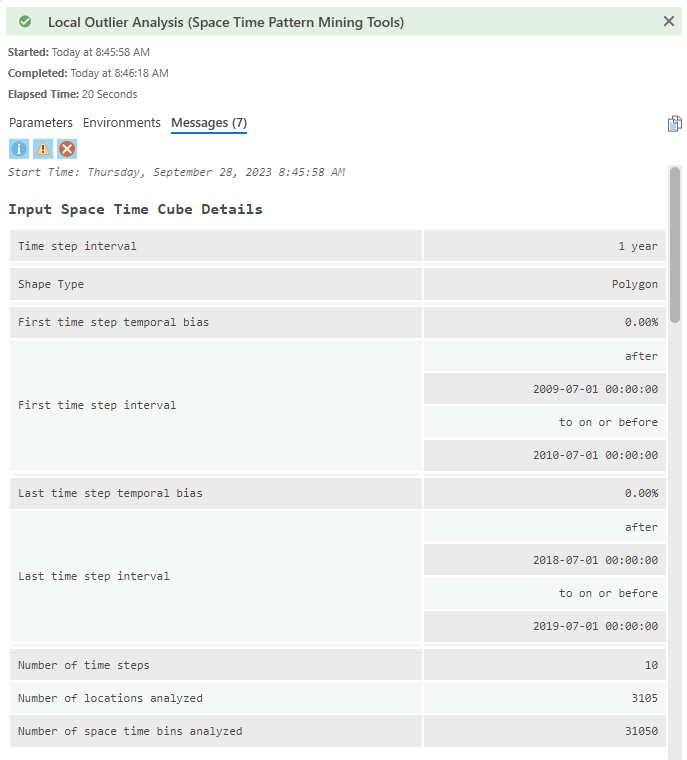 Local Outlier Analysis (Space Time Pattern Mining Tools)
Started: Today at 8:45:58 AM
Completed: Today at 8:46:18 AM
Elapsed Time: 20 Seconds
Parameters Environments Messages (7)
Start Time: Thursday, September 28, 2023 8:45:58 AM
Input Space Time Cube Details
Time step interval 1 year
Shape Type Polygon
First time step temporal bias 0.00%
First time step interval after
2009-07-01 00:00:00
to on or before
2010-07-01 00:00:00
Last time step temporal bias 0.00%
Last time step interval after
2018-07-01 00:00:00
to on or before
2019-07-01 00:00:00
Number of time steps 10
Number of locations analyzed 3105
Number of space time bins analyzed 31050